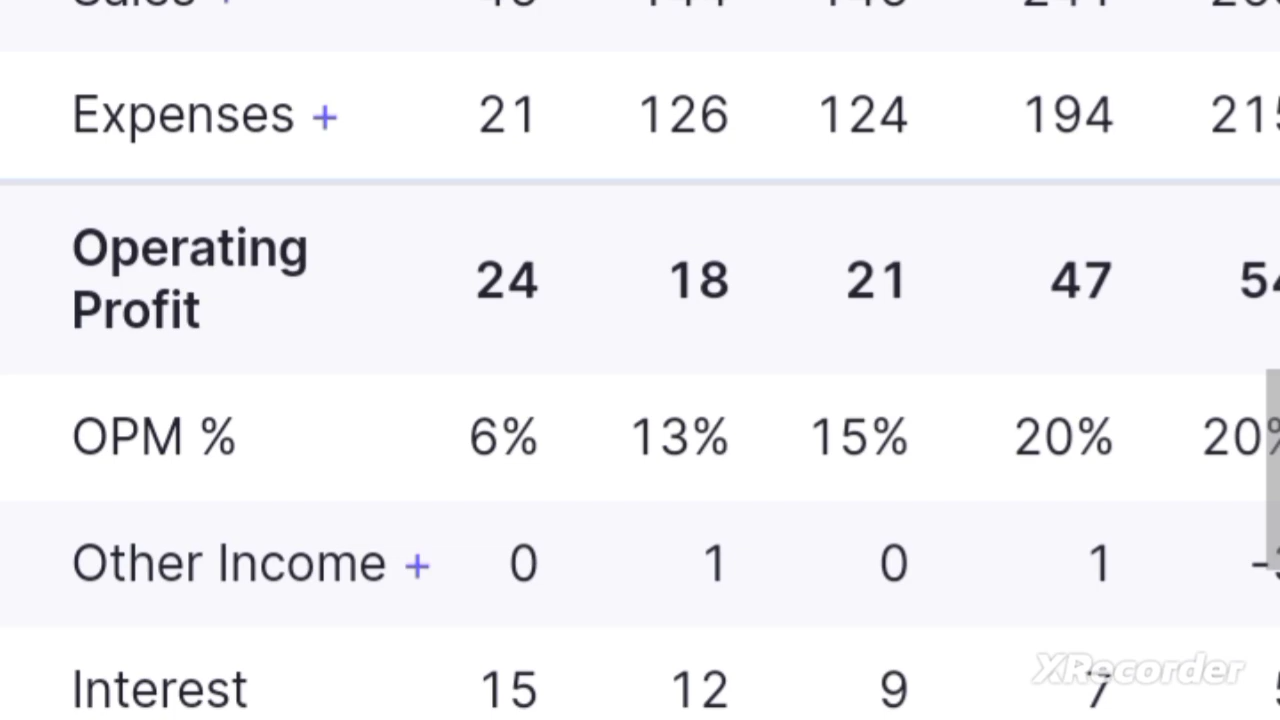 Expenses + 21 126 124 194
Operating
Profit 24 18 21 47
OPM % 6% 13% 15% 20%
Other Income + 0 1 0 1
Interest 15 12 9 7
XRecorder